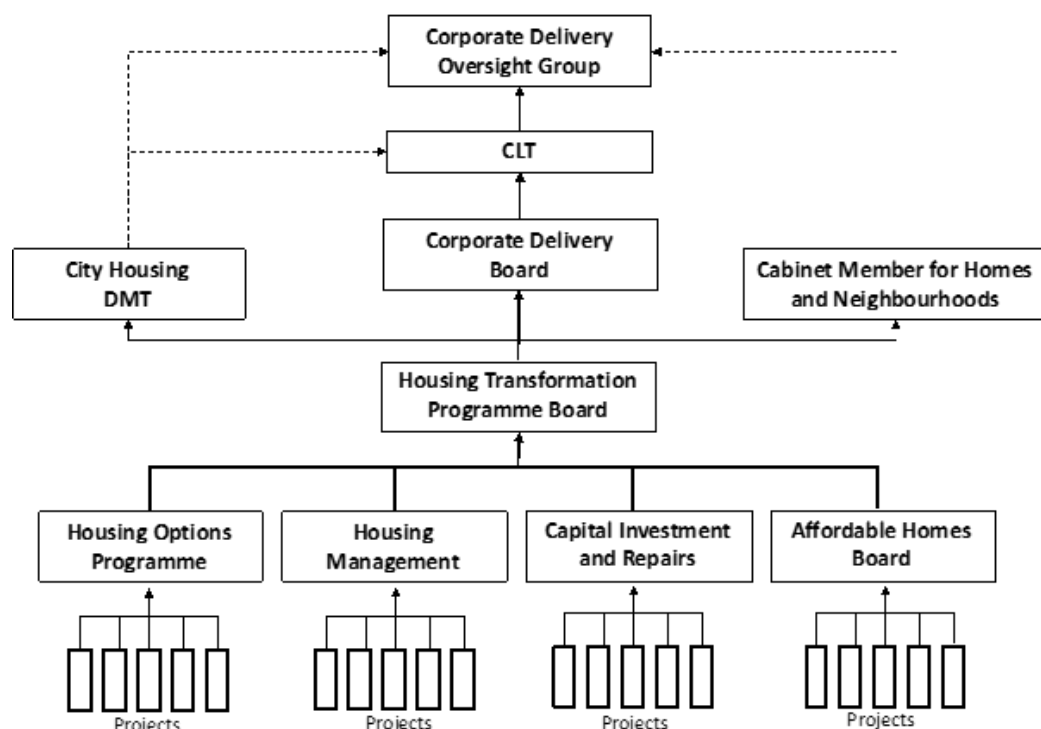 Corporate Delivery
Oversight Group
CLT
Corporate Delivery
Board
City Housing
DMT
Cabinet Member for Homes
and Neighbourhoods
Housing Transformation
Programme Board
Housing Options
Programme
Housing
Management
Capital Investment
and Repairs
Affordable Homes
Board
Projects
Projects
Projects
Projects